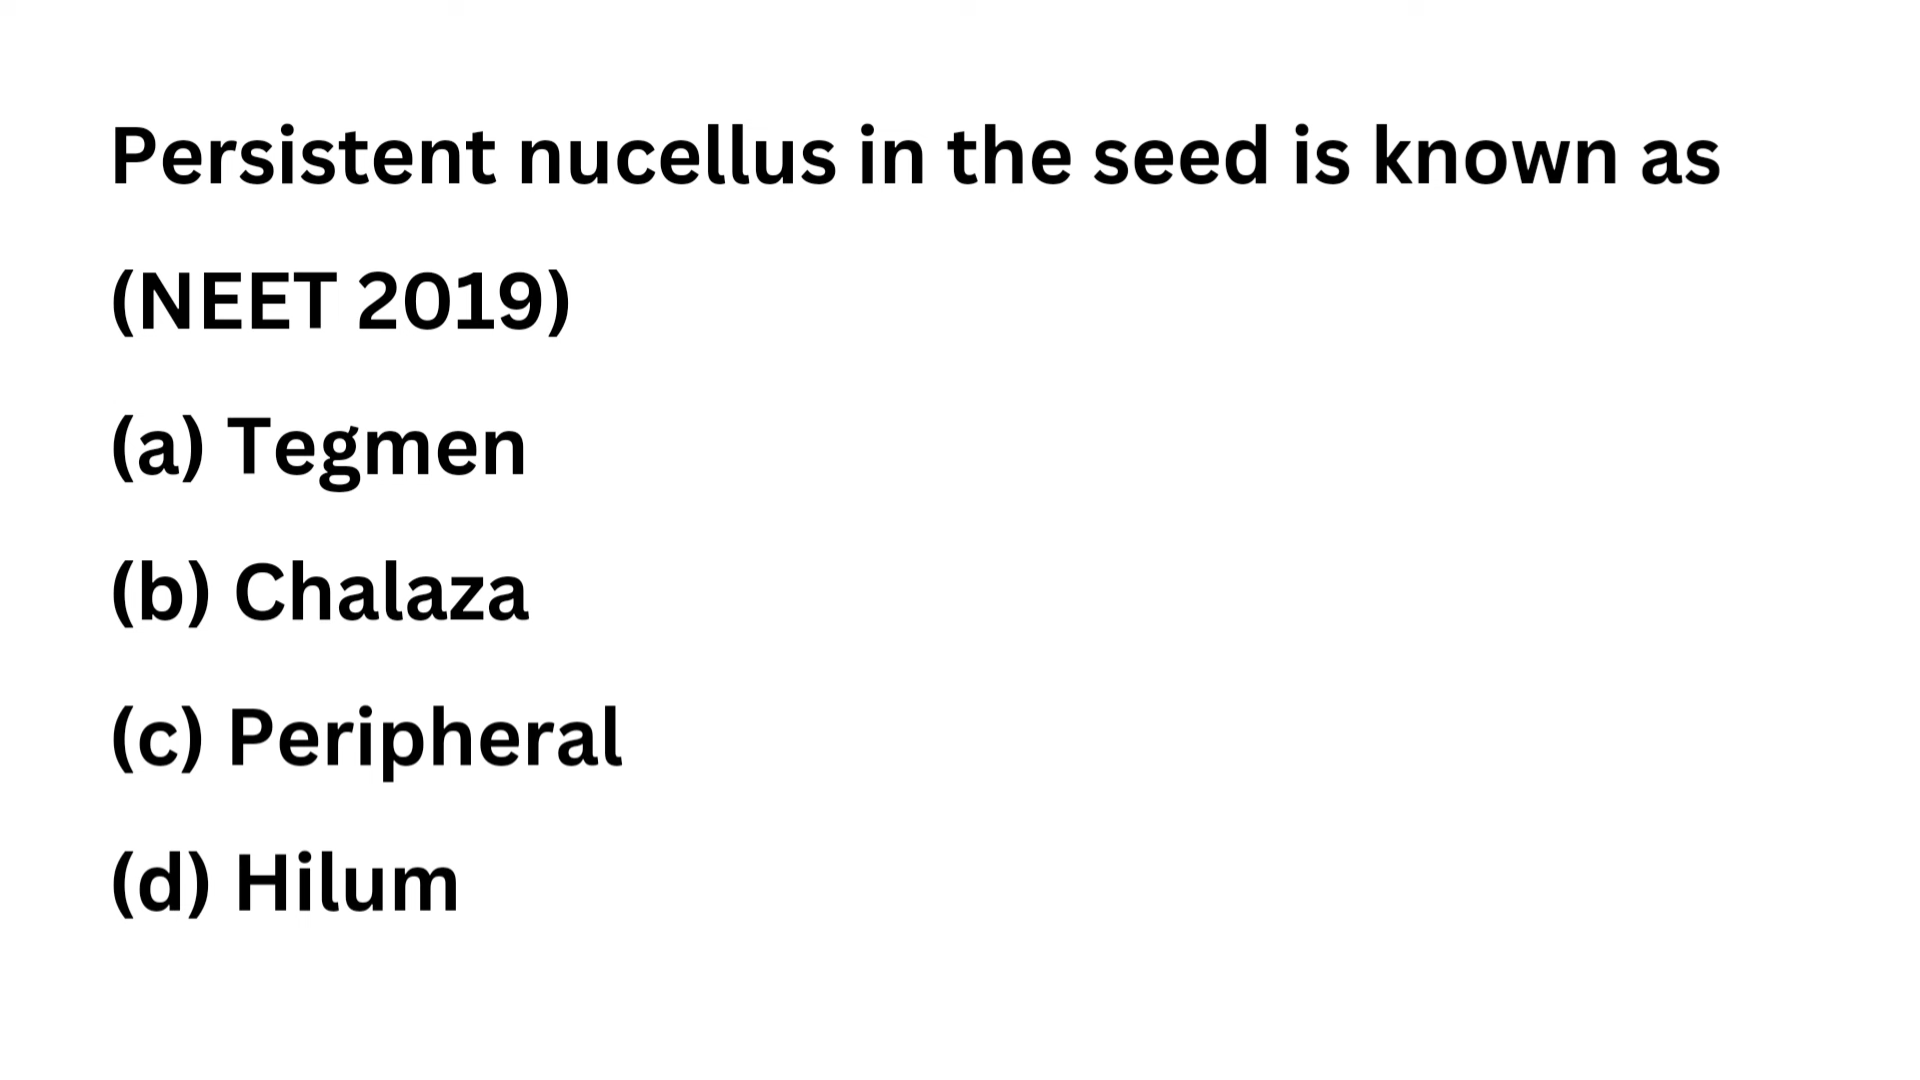 Persistent nucellus in the seed is known as
(NEET 2019)
(a) Tegmen
(b) Chalaza
(c) Peripheral
(d) Hilum